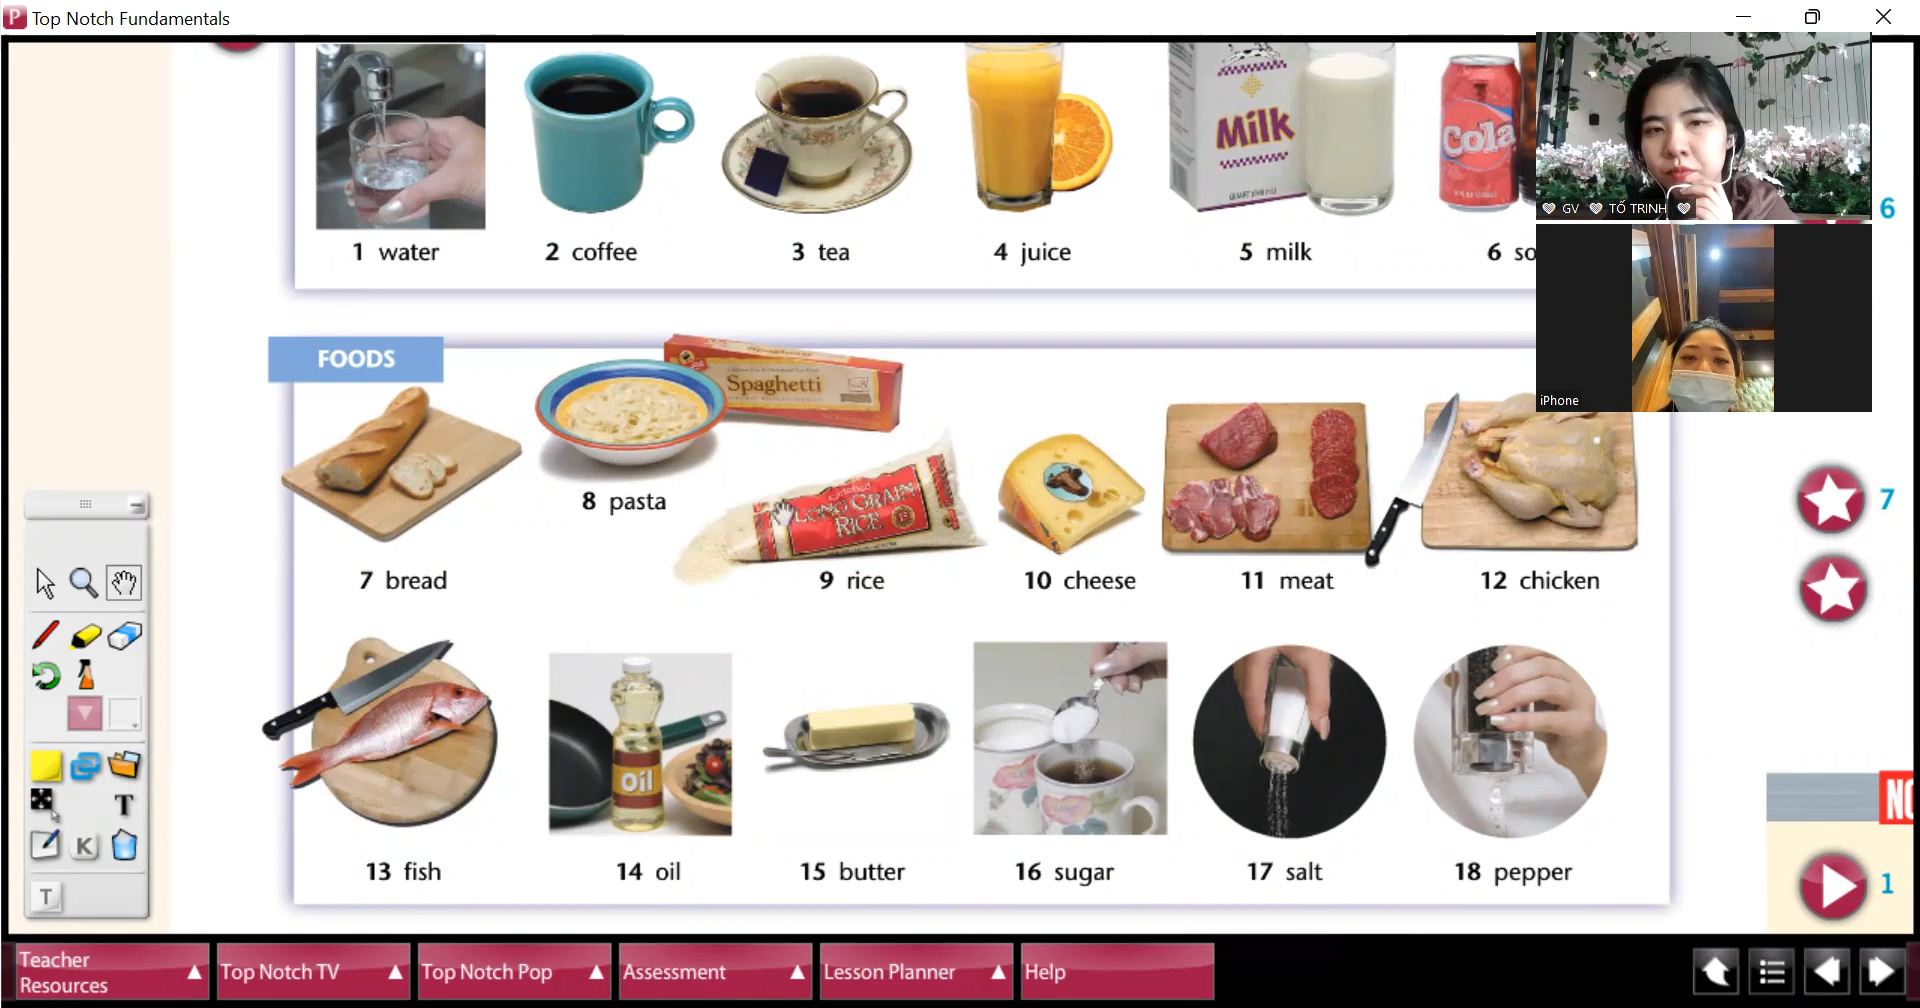 Top Notch Fundamentals
Milk
Cola
1 water
2 coffee
3 tea
4 juice
5 milk
6 so
GV TỐ TRINH
6
iPhone
FOODS
Spaghetti
LONG GRAIN
RICE
7 bread
8 pasta
9 rice
10 cheese
11 meat
12 chicken
7
Oil
13 fish
14 oil
15 butter
16 sugar
17 salt
18 pepper
NO
1
T
K
T
Teacher
Resources
Top Notch TV
Top Notch Pop
Assessment
Lesson Planner
Help